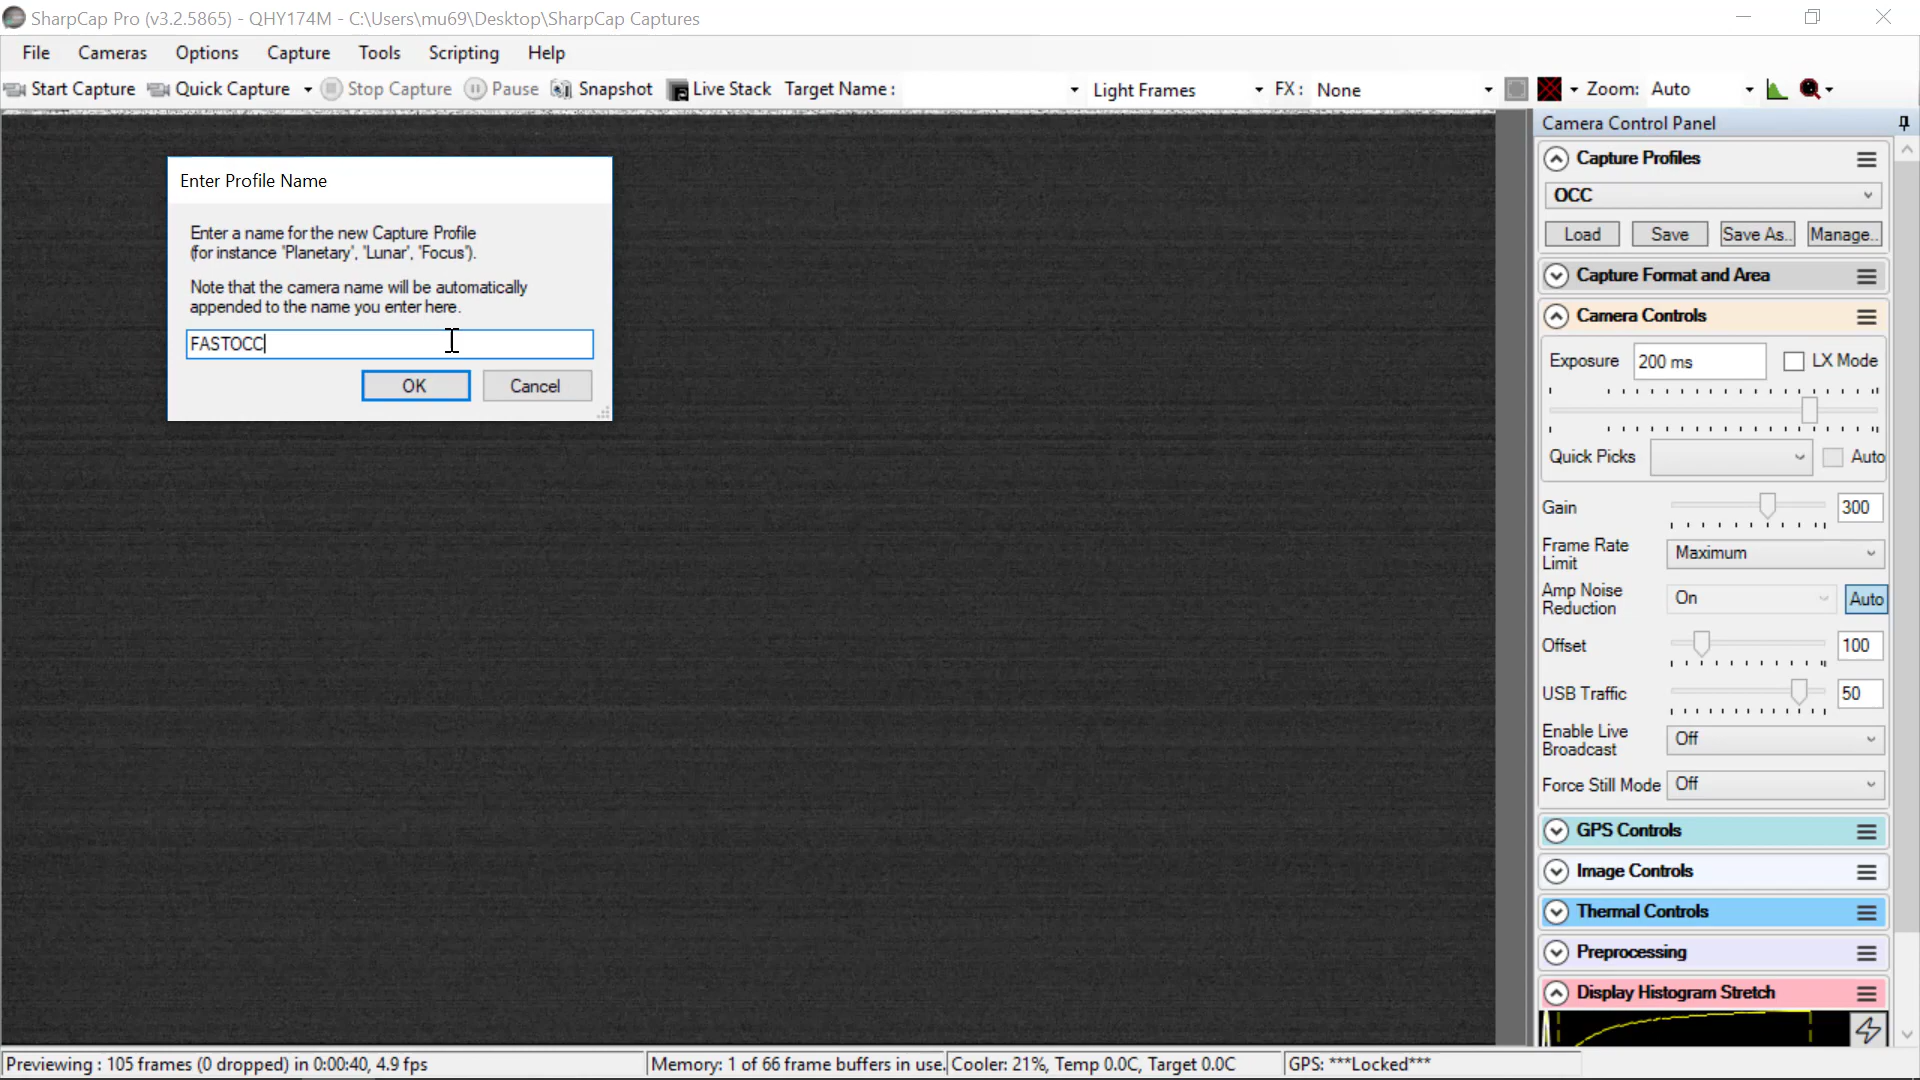 SharpCap Pro (v3.2.5865) - QHY174M - C:\Users\mu69\Desktop\SharpCap Captures
File Cameras Options Capture Tools Scripting Help
Start Capture Quick Capture Stop Capture Pause Snapshot Live Stack Target Name : Light Frames FX : None Zoom: Auto
Enter Profile Name
Enter a name for the new Capture Profile
(for instance 'Planetary', 'Lunar', 'Focus').
Note that the camera name will be automatically
appended to the name you enter here.
FASTOCC
OK Cancel
Camera Control Panel
Capture Profiles
OCC
Load Save Save As.. Manage..
Capture Format and Area
Camera Controls
Exposure 200 ms LX Mode
Quick Picks Auto
Gain 300
Frame Rate
Limit Maximum
Amp Noise
Reduction On Auto
Offset 100
USB Traffic 50
Enable Live
Broadcast Off
Force Still Mode Off
GPS Controls
Image Controls
Thermal Controls
Preprocessing
Display Histogram Stretch
Previewing : 105 frames (0 dropped) in 0:00:40, 4.9 fps Memory: 1 of 66 frame buffers in use. Cooler: 21%, Temp 0.0C, Target 0.0C GPS: ***Locked***